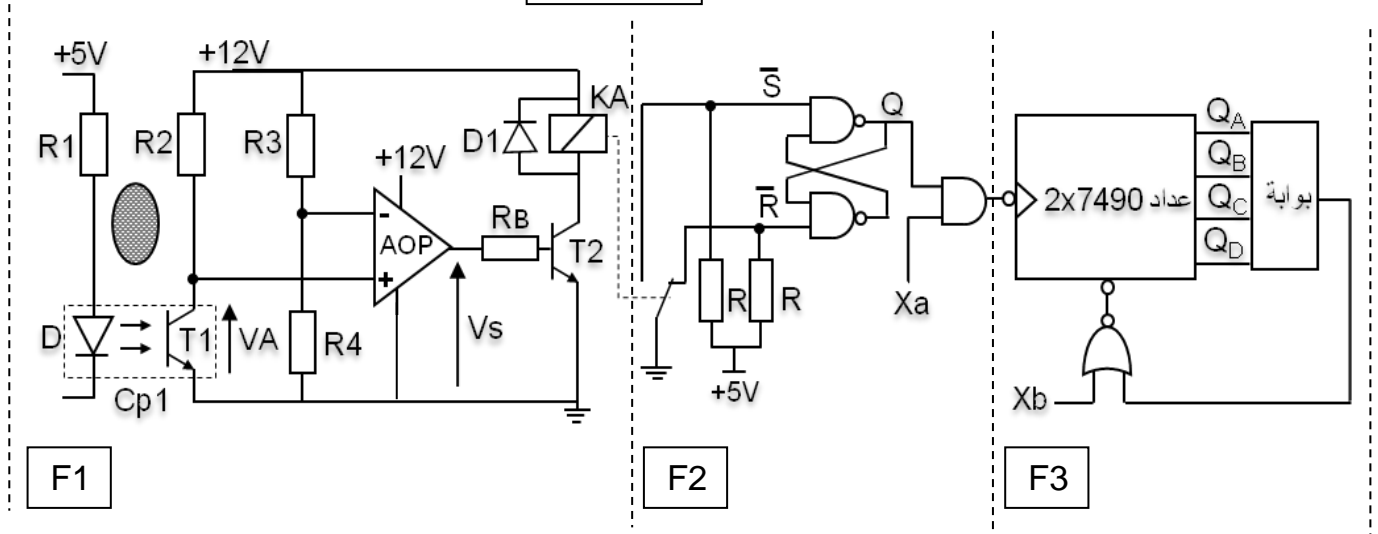 +5V
+12V
R1
R2
R3
+12V
D1
KA
-
AOP
+
RB
T2
D
T1
VA
R4
Vs
Cp1
F1
S̅
Q
R̅
R
R
+5V
Xa
F2
عداد 2x7490
QA
QB
QC
QD
بوابة
Xb
F3